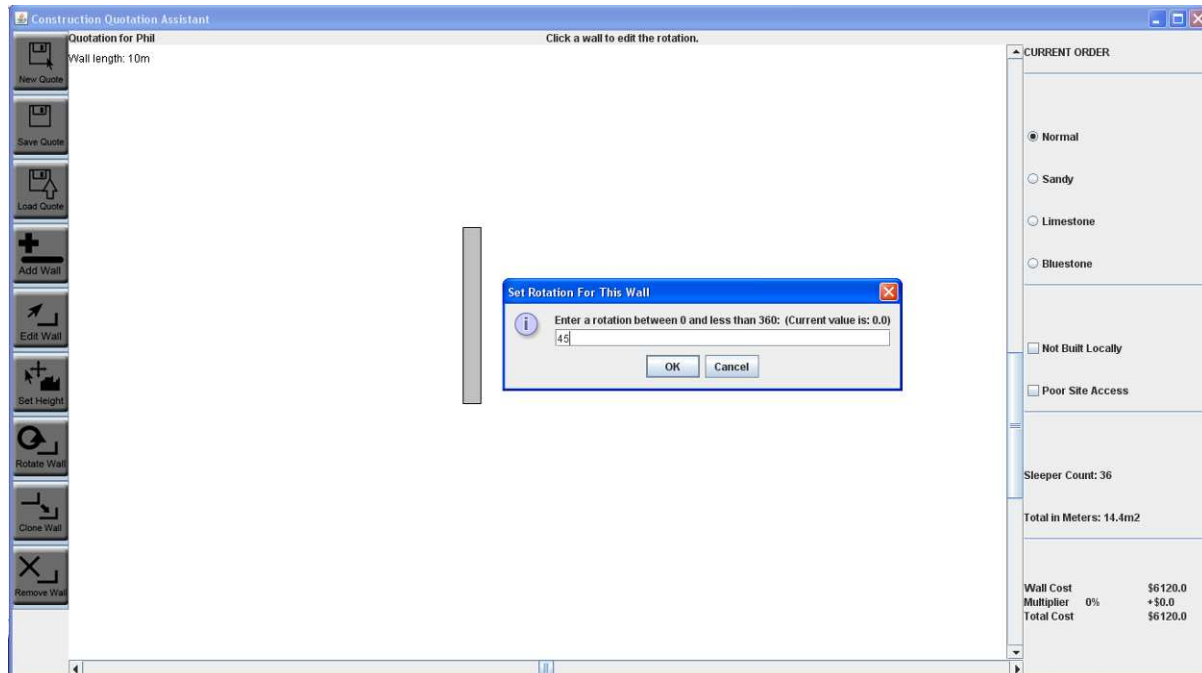 Construction Quotation Assistant
Quotation for Phil
Click a wall to edit the rotation.
Wall length: 10m
New Quote
Save Quote
Load Quote
Add Wall
Edit Wall
Set Height
Rotate Wall
Clone Wall
Remove Wall
Set Rotation For This Wall
Enter a rotation between 0 and less than 360: (Current value is: 0.0)
45
OK Cancel
CURRENT ORDER
Normal
Sandy
Limestone
Bluestone
Not Built Locally
Poor Site Access
Sleeper Count: 36
Total in Meters: 14.4m2
Wall Cost $6120.0
Multiplier 0% +$0.0
Total Cost $6120.0